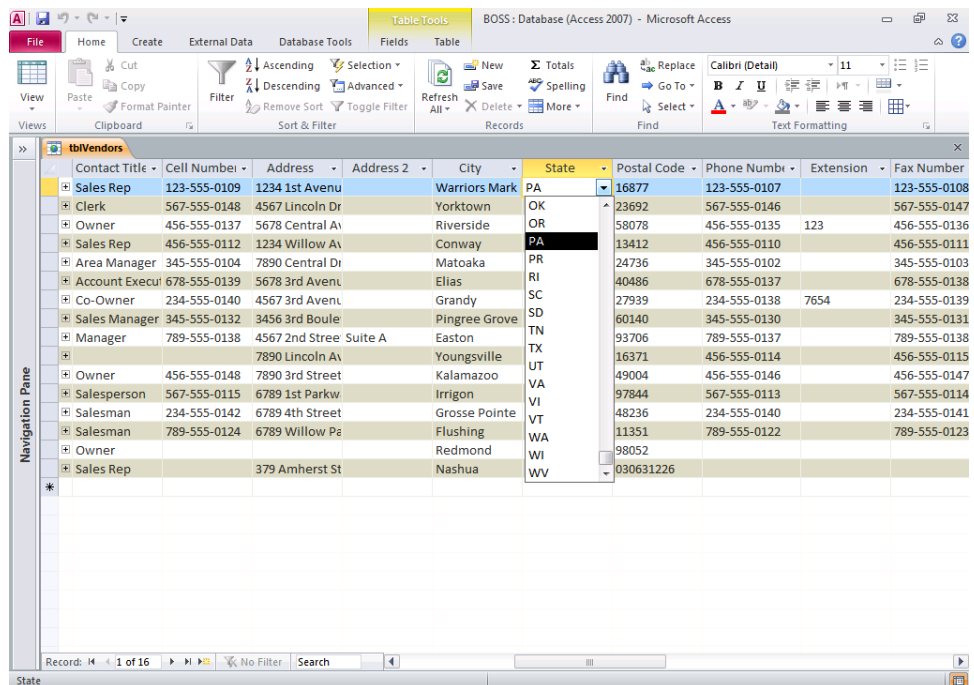 A
Table Tools
BOSS : Database (Access 2007) - Microsoft Access
File Home Create External Data Database Tools Fields Table
View
Views
Paste
Cut
Copy
Format Painter
Clipboard
Filter
Ascending
Descending
Remove Sort
Selection
Advanced
Toggle Filter
Sort & Filter
Refresh All
New
Save
Delete
Σ Totals
ABC Spelling
More
Records
Find
Replace
Go To
Select
Find
Calibri (Detail) 11
B I U
A ab
Text Formatting
tblVendors
Contact Title Cell Number Address Address 2 City State Postal Code Phone Numbe Extension Fax Number
Sales Rep 123-555-0109 1234 1st Avenu Warriors Mark PA 16877 123-555-0107 123-555-0108
Clerk 567-555-0148 4567 Lincoln Dr Yorktown OK 23692 567-555-0146 567-555-0147
Owner 456-555-0137 5678 Central Av Riverside OR 58078 456-555-0135 123 456-555-0136
Sales Rep 456-555-0112 1234 Willow Av Conway PA 13412 456-555-0110 456-555-0111
Area Manager 345-555-0104 7890 Central Dr Matoaka PR 24736 345-555-0102 345-555-0103
Account Execut 678-555-0139 5678 3rd Avenu Elias RI 40486 678-555-0137 678-555-0138
Co-Owner 234-555-0140 4567 3rd Avenu Grandy SC 27939 234-555-0138 7654 234-555-0139
Sales Manager 345-555-0132 3456 3rd Boule Pingree Grove SD 60140 345-555-0130 345-555-0131
Manager 789-555-0138 4567 2nd Stree Suite A Easton TN 93706 789-555-0137 789-555-0138
7890 Lincoln Av Youngsville TX 16371 456-555-0114 456-555-0115
Owner 456-555-0148 7890 3rd Street Kalamazoo UT 49004 456-555-0146 456-555-0147
Salesperson 567-555-0115 6789 1st Parkw Irrigon VA 97844 567-555-0113 567-555-0114
Salesman 234-555-0142 6789 4th Street Grosse Pointe VI 48236 234-555-0140 234-555-0141
Salesman 789-555-0124 6789 Willow Pa Flushing VT 11351 789-555-0122 789-555-0123
Owner Redmond WA 98052
Sales Rep 379 Amherst St Nashua WI 030631226
WV
Navigation Pane
Record: 1 of 16 No Filter Search
State